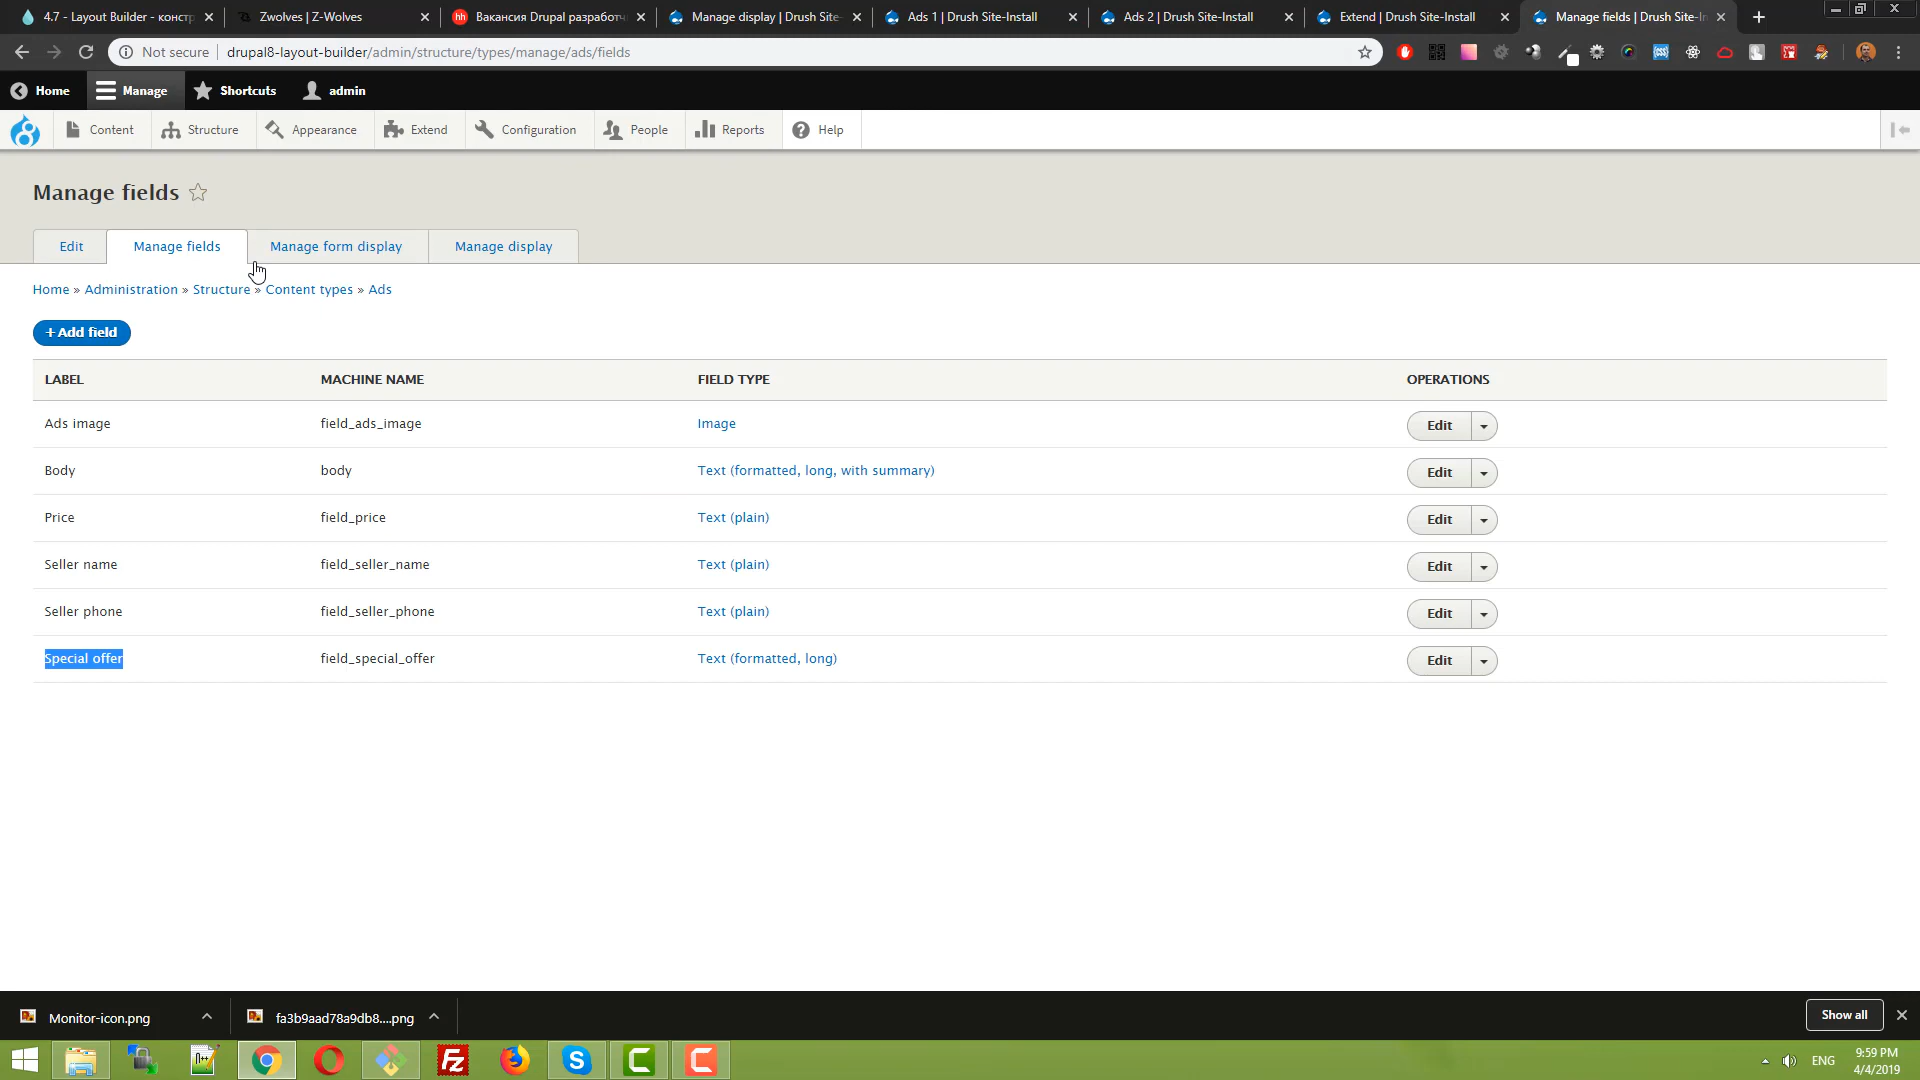 4.7 - Layout Builder - констр
Zwolves | Z-Wolves
Вакансия Drupal разработч
Manage display | Drush Site-
Ads 1 | Drush Site-Install
Ads 2 | Drush Site-Install
Extend | Drush Site-Install
Manage fields | Drush Site-In
Not secure
drupal8-layout-builder/admin/structure/types/manage/ads/fields
Home
Manage
Shortcuts
admin
Content
Structure
Appearance
Extend
Configuration
People
Reports
Help
Manage fields
Edit
Manage fields
Manage form display
Manage display
Home » Administration » Structure » Content types » Ads
+ Add field
LABEL MACHINE NAME FIELD TYPE OPERATIONS
Ads image field_ads_image Image Edit
Body body Text (formatted, long, with summary) Edit
Price field_price Text (plain) Edit
Seller name field_seller_name Text (plain) Edit
Seller phone field_seller_phone Text (plain) Edit
Special offer field_special_offer Text (formatted, long) Edit
Monitor-icon.png
fa3b9aad78a9db8....png
Show all
ENG
9:59 PM
4/4/2019